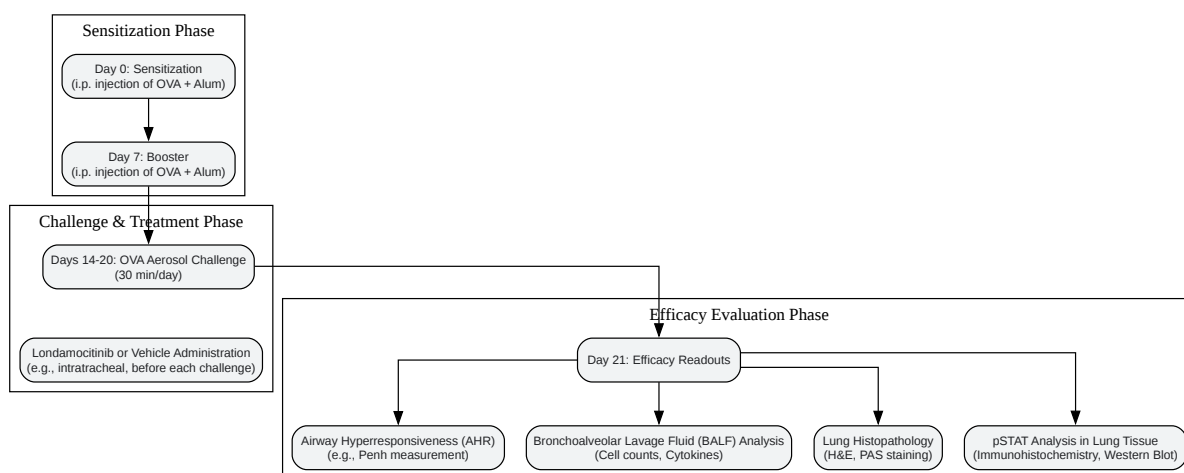 Sensitization Phase
Day 0: Sensitization
(i.p. injection of OVA + Alum)
Day 7: Booster
(i.p. injection of OVA + Alum)
Challenge & Treatment Phase
Days 14-20: OVA Aerosol Challenge
(30 min/day)
Londamocitinib or Vehicle Administration
(e.g., intratracheal, before each challenge)
Efficacy Evaluation Phase
Day 21: Efficacy Readouts
Airway Hyperresponsiveness (AHR)
(e.g., Penh measurement)
Bronchoalveolar Lavage Fluid (BALF) Analysis
(Cell counts, Cytokines)
Lung Histopathology
(H&E, PAS staining)
pSTAT Analysis in Lung Tissue
(Immunohistochemistry, Western Blot)